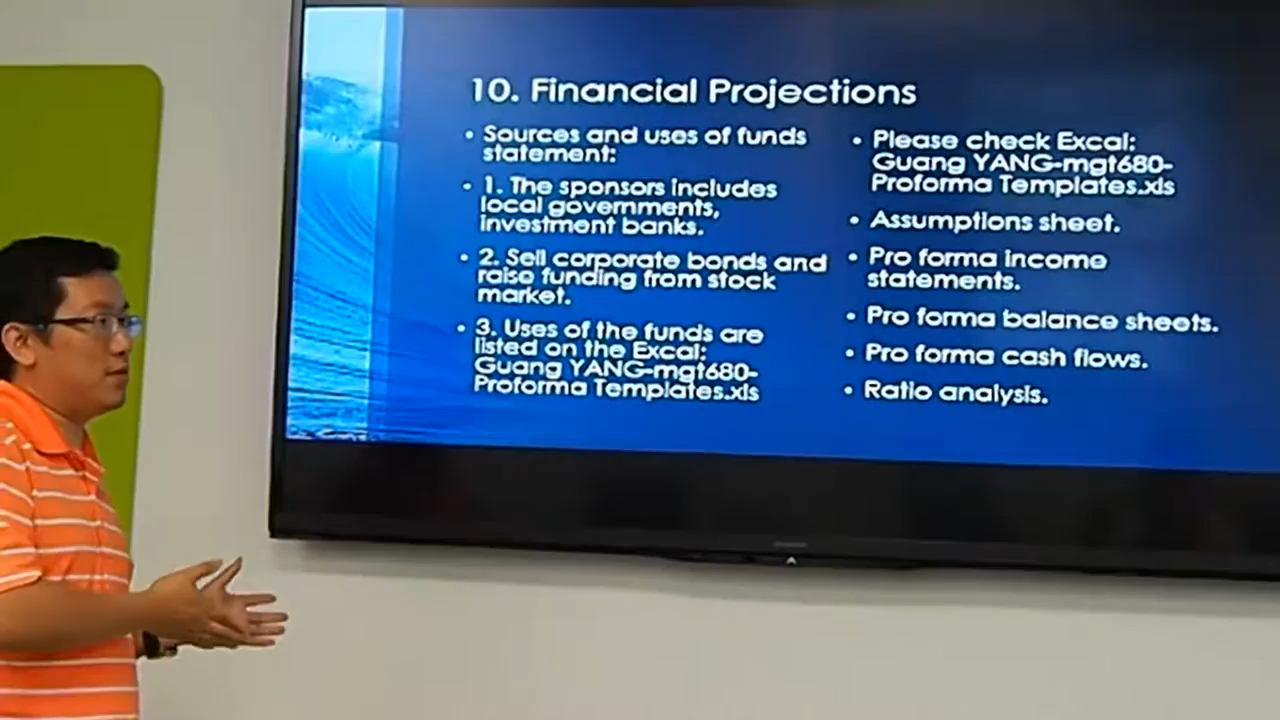 10. Financial Projections
• Sources and uses of funds
statement:
• 1. The sponsors includes
local governments,
investment banks.
• 2. Sell corporate bonds and
raise funding from stock
market.
• 3. Uses of the funds are
listed on the Excal:
Guang YANG-mgt680-
Proforma Templates.xls
• Please check Excal:
Guang YANG-mgt680-
Proforma Templates.xls
• Assumptions sheet.
• Pro forma income
statements.
• Pro forma balance sheets.
• Pro forma cash flows.
• Ratio analysis.